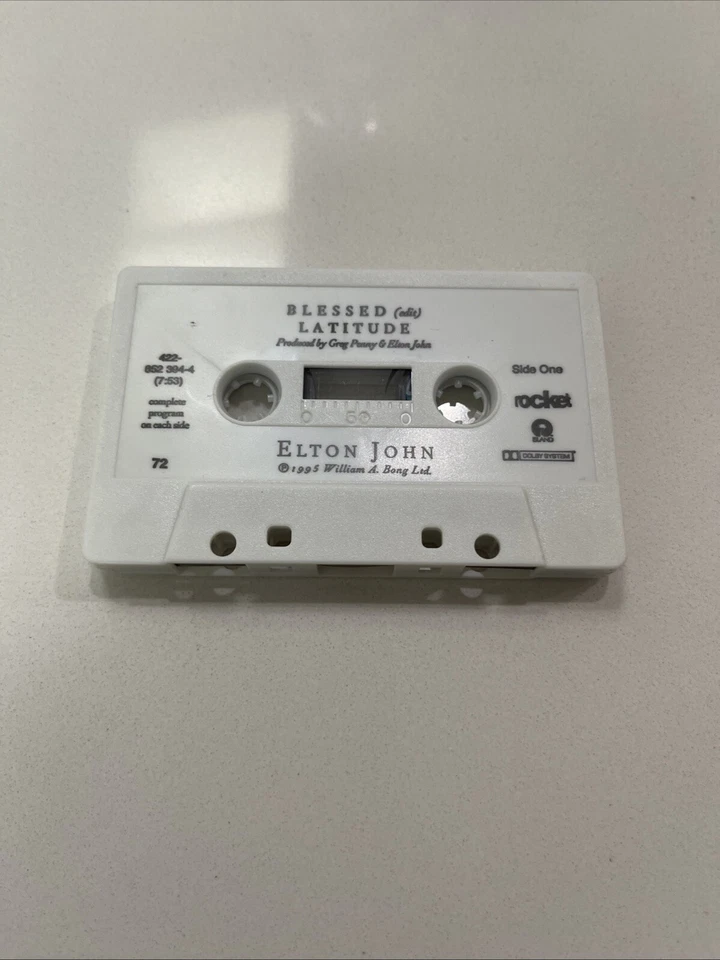 BLESSED (edit)
LATITUDE
Produced by Greg Penny & Elton John
422-
852 394-4
(7:53)
complete
program
on each side
72
Side One
rocket
ISLAND
DOLBY SYSTEM
0 50 0
ELTON JOHN
℗1995 William A. Bong Ltd.